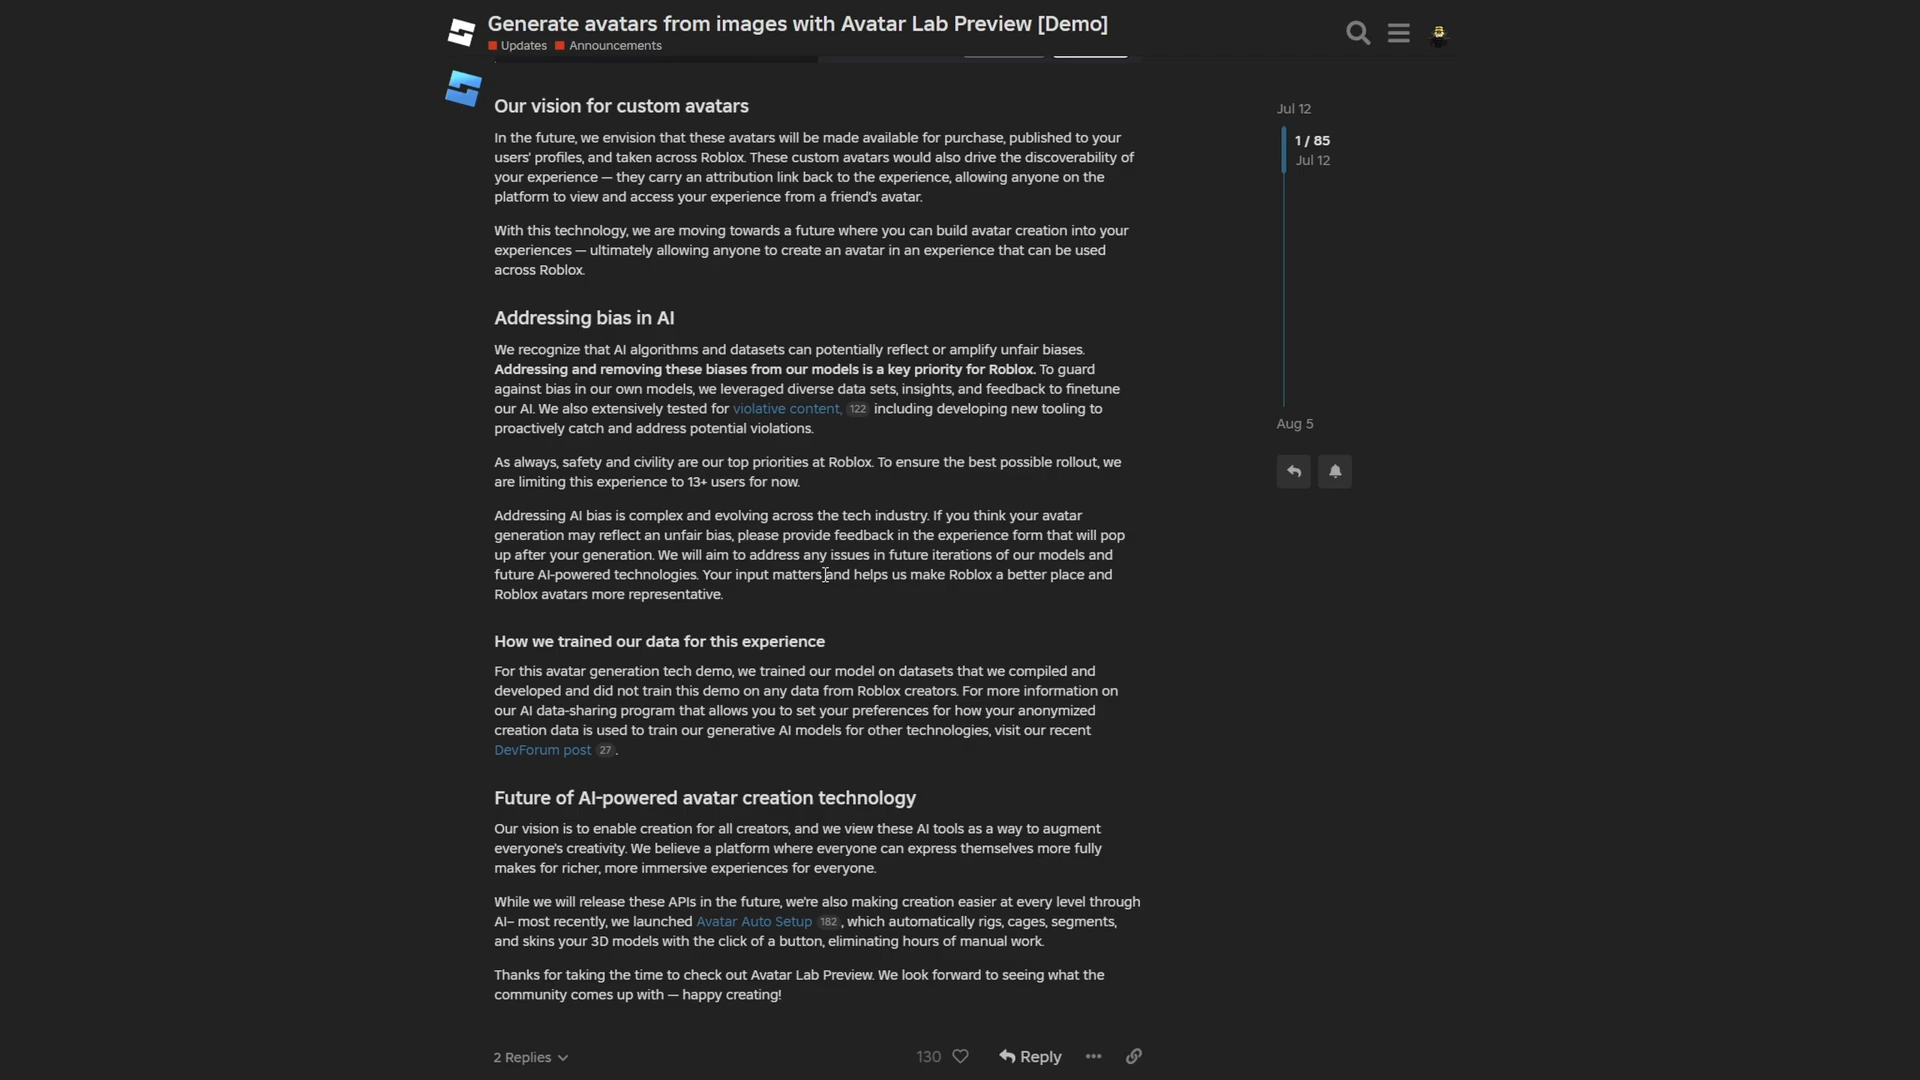 Generate avatars from images with Avatar Lab Preview [Demo]
Updates Announcements
Our vision for custom avatars
In the future, we envision that these avatars will be made available for purchase, published to your
users' profiles, and taken across Roblox. These custom avatars would also drive the discoverability of
your experience — they carry an attribution link back to the experience, allowing anyone on the
platform to view and access your experience from a friend's avatar.
With this technology, we are moving towards a future where you can build avatar creation into your
experiences — ultimately allowing anyone to create an avatar in an experience that can be used
across Roblox.
Addressing bias in AI
We recognize that AI algorithms and datasets can potentially reflect or amplify unfair biases.
Addressing and removing these biases from our models is a key priority for Roblox. To guard
against bias in our own models, we leveraged diverse data sets, insights, and feedback to finetune
our AI. We also extensively tested for violative content, 122 including developing new tooling to
proactively catch and address potential violations.
As always, safety and civility are our top priorities at Roblox. To ensure the best possible rollout, we
are limiting this experience to 13+ users for now.
Addressing AI bias is complex and evolving across the tech industry. If you think your avatar
generation may reflect an unfair bias, please provide feedback in the experience form that will pop
up after your generation. We will aim to address any issues in future iterations of our models and
future AI-powered technologies. Your input matters and helps us make Roblox a better place and
Roblox avatars more representative.
How we trained our data for this experience
For this avatar generation tech demo, we trained our model on datasets that we compiled and
developed and did not train this demo on any data from Roblox creators. For more information on
our AI data-sharing program that allows you to set your preferences for how your anonymized
creation data is used to train our generative AI models for other technologies, visit our recent
DevForum post 27 .
Future of AI-powered avatar creation technology
Our vision is to enable creation for all creators, and we view these AI tools as a way to augment
everyone's creativity. We believe a platform where everyone can express themselves more fully
makes for richer, more immersive experiences for everyone.
While we will release these APIs in the future, we're also making creation easier at every level through
AI– most recently, we launched Avatar Auto Setup 182 , which automatically rigs, cages, segments,
and skins your 3D models with the click of a button, eliminating hours of manual work.
Thanks for taking the time to check out Avatar Lab Preview. We look forward to seeing what the
community comes up with — happy creating!
2 Replies
130
Reply
Jul 12
1 / 85
Jul 12
Aug 5